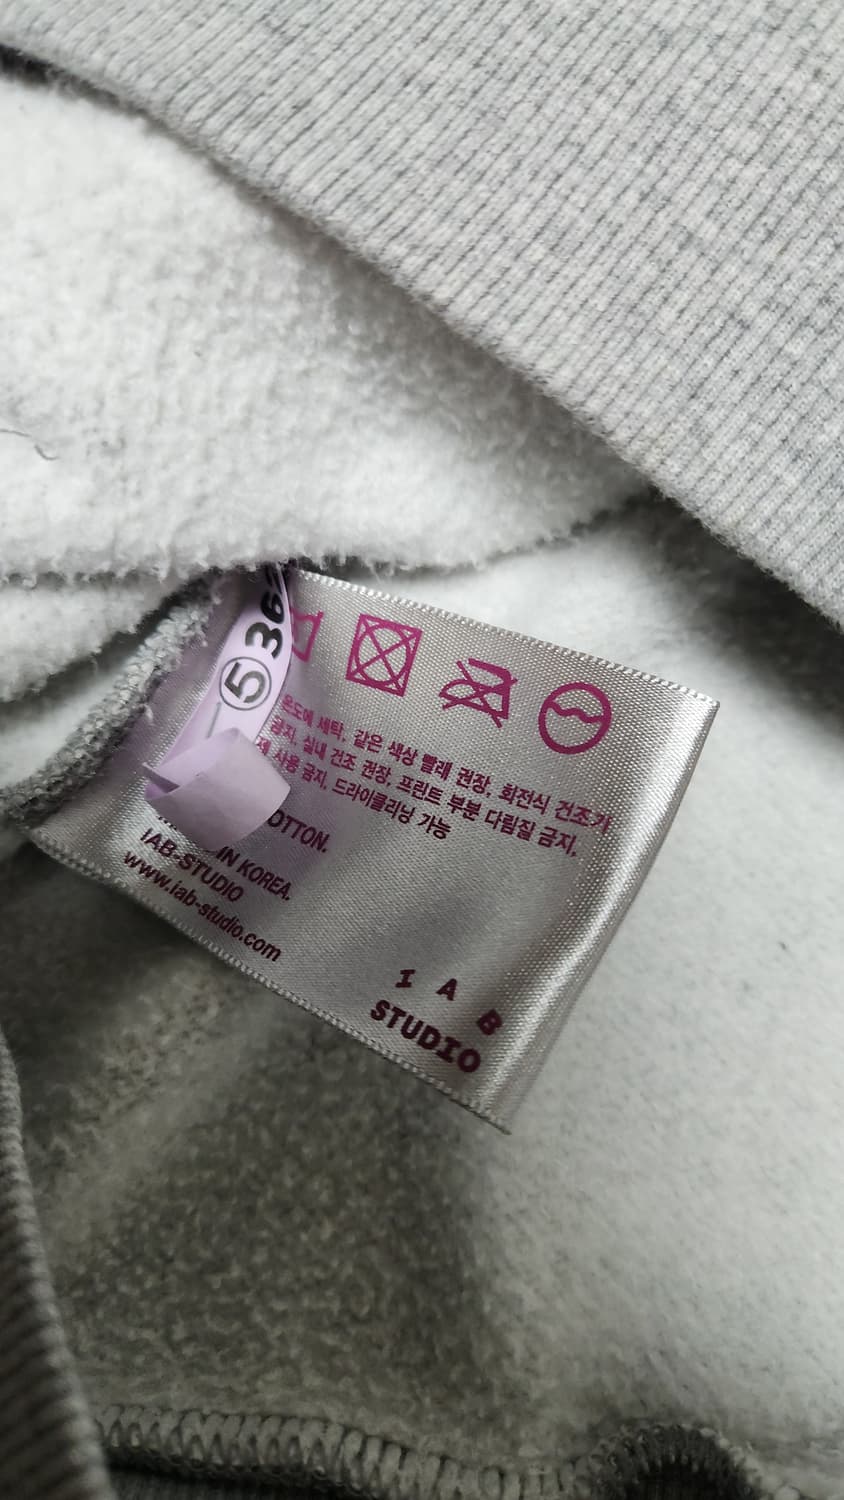 ⑤ 36
온도에 세탁, 같은 색상 빨래 권장, 회전식 건조기
금지, 실내 건조 권장, 프린트 부분 다림질 금지,
사용 금지, 드라이클리닝 가능
OTTON.
IN KOREA.
IAB-STUDIO
www.iab-studio.com
I A B
STUDIO